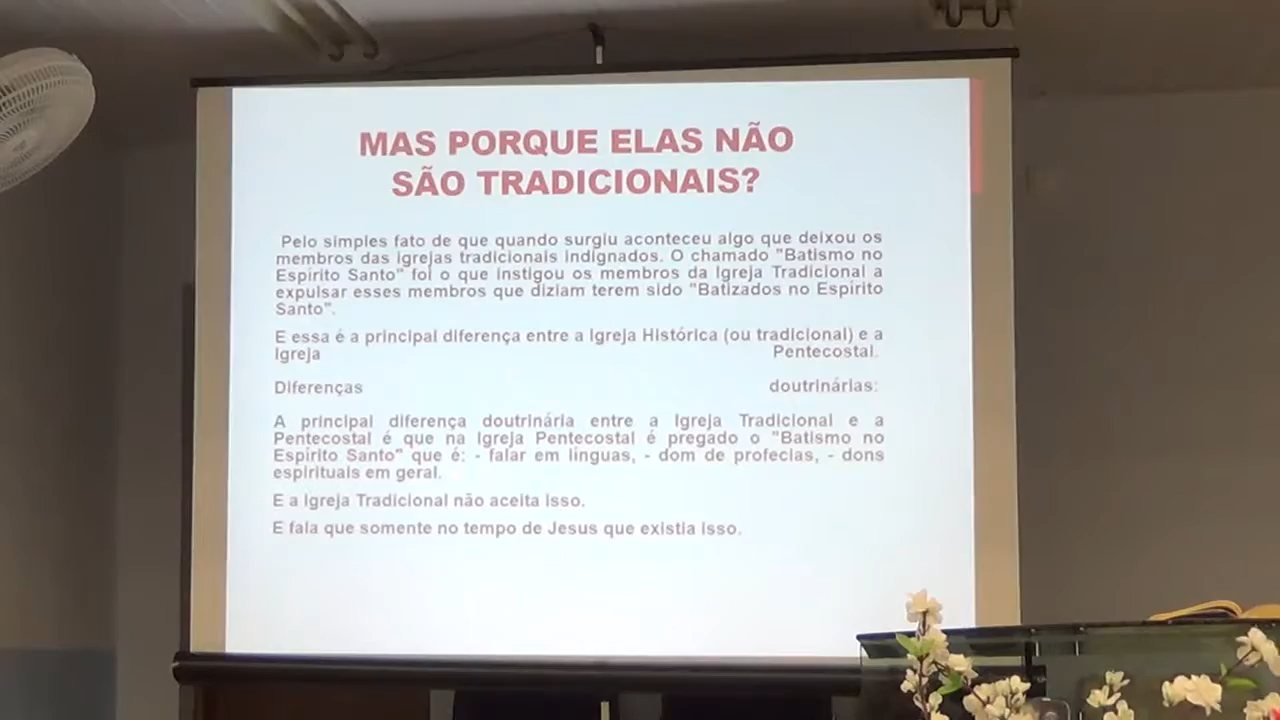 MAS PORQUE ELAS NÃO
SÃO TRADICIONAIS?
Pelo simples fato de que quando surgiu aconteceu algo que deixou os
membros das igrejas tradicionais indignados. O chamado "Batismo no
Espírito Santo" foi o que instigou os membros da Igreja Tradicional a
expulsar esses membros que diziam terem sido "Batizados no Espírito
Santo".
E essa é a principal diferença entre a Igreja Histórica (ou tradicional) e a
Igreja Pentecostal.
Diferenças doutrinárias:
A principal diferença doutrinária entre a Igreja Tradicional e a
Pentecostal é que na Igreja Pentecostal é pregado o "Batismo no
Espírito Santo" que é: - falar em línguas, - dom de profecias, - dons
espirituais em geral.
E a Igreja Tradicional não aceita isso.
E fala que somente no tempo de Jesus que existia isso.